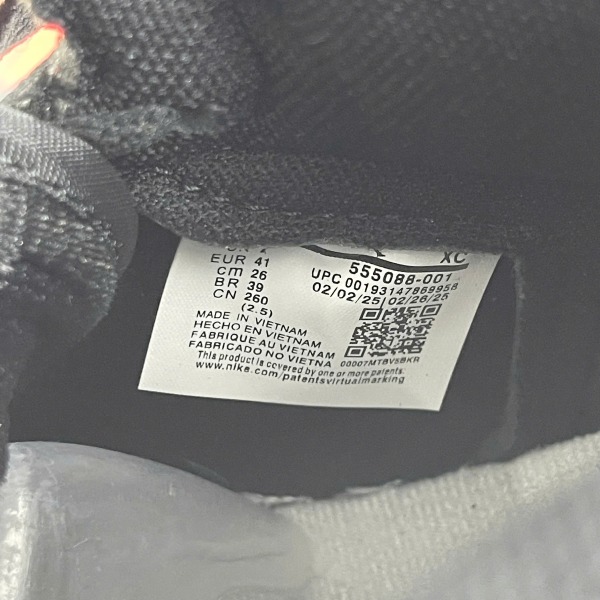 XC
EUR 41
cm 26
BR 39
CN 260
(2.5)
555088-001
UPC 00193147869958
02/02/25 02/26/25
MADE IN VIETNAM
HECHO EN VIETNAM
FABRIQUE AU VIETNAM
FABRICADO NO VIETNA
00007MTBV5BKR
This product is covered by one or more patents.
www.nike.com/patentsvirtualmarking